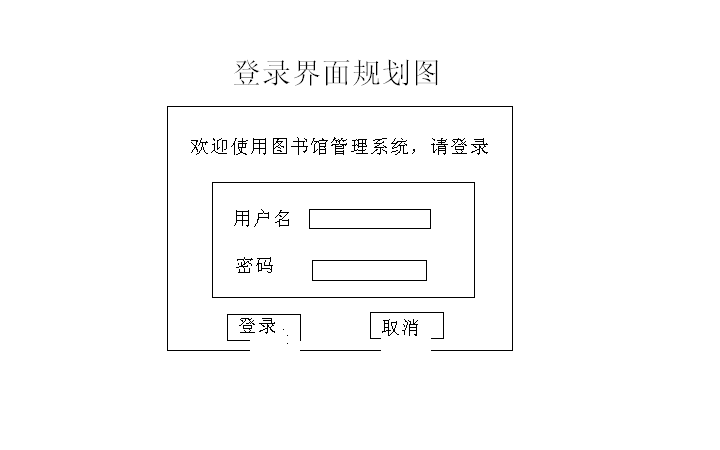 登录界面规划图
欢迎使用图书馆管理系统，请登录
用户名
密码
登录
取消